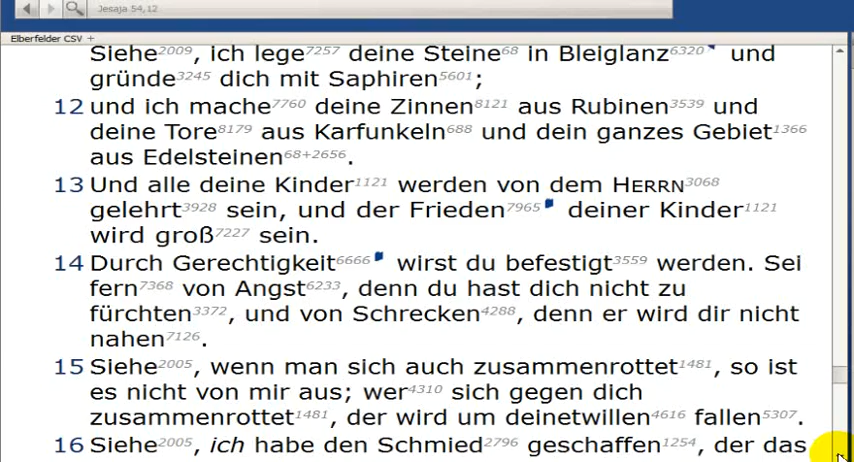 Jesaja 54,12
Elberfelder CSV +
Siehe2009, ich lege7257 deine Steine68 in Bleiglanz6320 und
gründe3245 dich mit Saphiren5601;
12 und ich mache7760 deine Zinnen8121 aus Rubinen3539 und
deine Tore8179 aus Karfunkeln688 und dein ganzes Gebiet1366
aus Edelsteinen68+2656.
13 Und alle deine Kinder1121 werden von dem HERRN3068
gelehrt3928 sein, und der Frieden7965 deiner Kinder1121
wird groß7227 sein.
14 Durch Gerechtigkeit6666 wirst du befestigt3559 werden. Sei
fern7368 von Angst6233, denn du hast dich nicht zu
fürchten3372, und von Schrecken4288, denn er wird dir nicht
nahen7126.
15 Siehe2005, wenn man sich auch zusammenrottet1481, so ist
es nicht von mir aus; wer4310 sich gegen dich
zusammenrottet1481, der wird um deinetwillen4616 fallen5307.
16 Siehe2005, ich habe den Schmied2796 geschaffen1254, der das